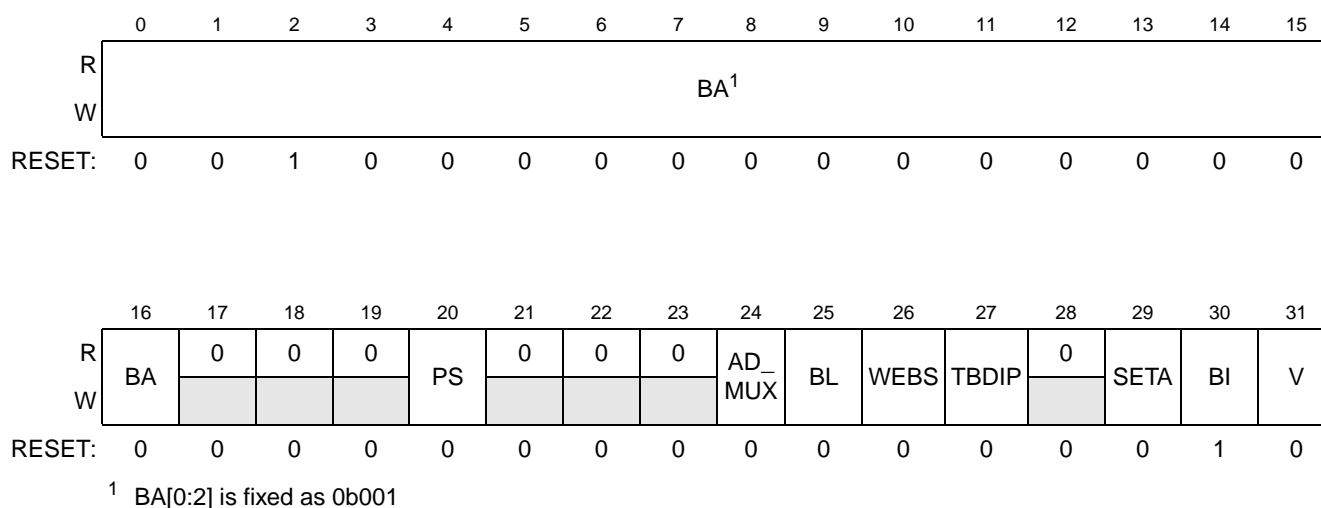 0 1 2 3 4 5 6 7 8 9 10 11 12 13 14 15
R
BA1
W
RESET: 0 0 1 0 0 0 0 0 0 0 0 0 0 0 0 0
16 17 18 19 20 21 22 23 24 25 26 27 28 29 30 31
R BA 0 0 0 PS 0 0 0 AD_ BL WEBS TBDIP 0 SETA BI V
W MUX
RESET: 0 0 0 0 0 0 0 0 0 0 0 0 0 0 1 0
1 BA[0:2] is fixed as 0b001